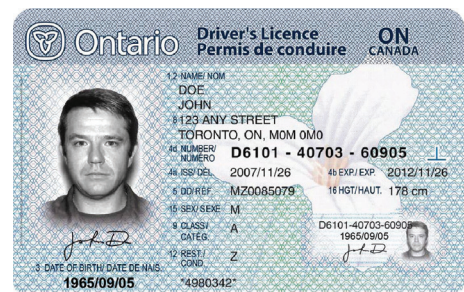 Ontario
Driver's Licence
Permis de conduire
ON
CANADA
1,2 NAME/ NOM
DOE
JOHN
8 123 ANY STREET
TORONTO, ON, M0M 0M0
4d NUMBER/
NUMÉRO
D6101 - 40703 - 60905
4a ISS/ DÉL. 2007/11/26
4b EXP./ EXP. 2012/11/26
5 DD/RÉF. MZ0085079
16 HGT/HAUT. 178 cm
15 SEX/ SEXE M
9 CLASS/
CATÉG. A
12 REST./
COND. Z
*4980342*
D6101-40703-60905
1965/09/05
3 DATE OF BIRTH/ DATE DE NAIS.
1965/09/05